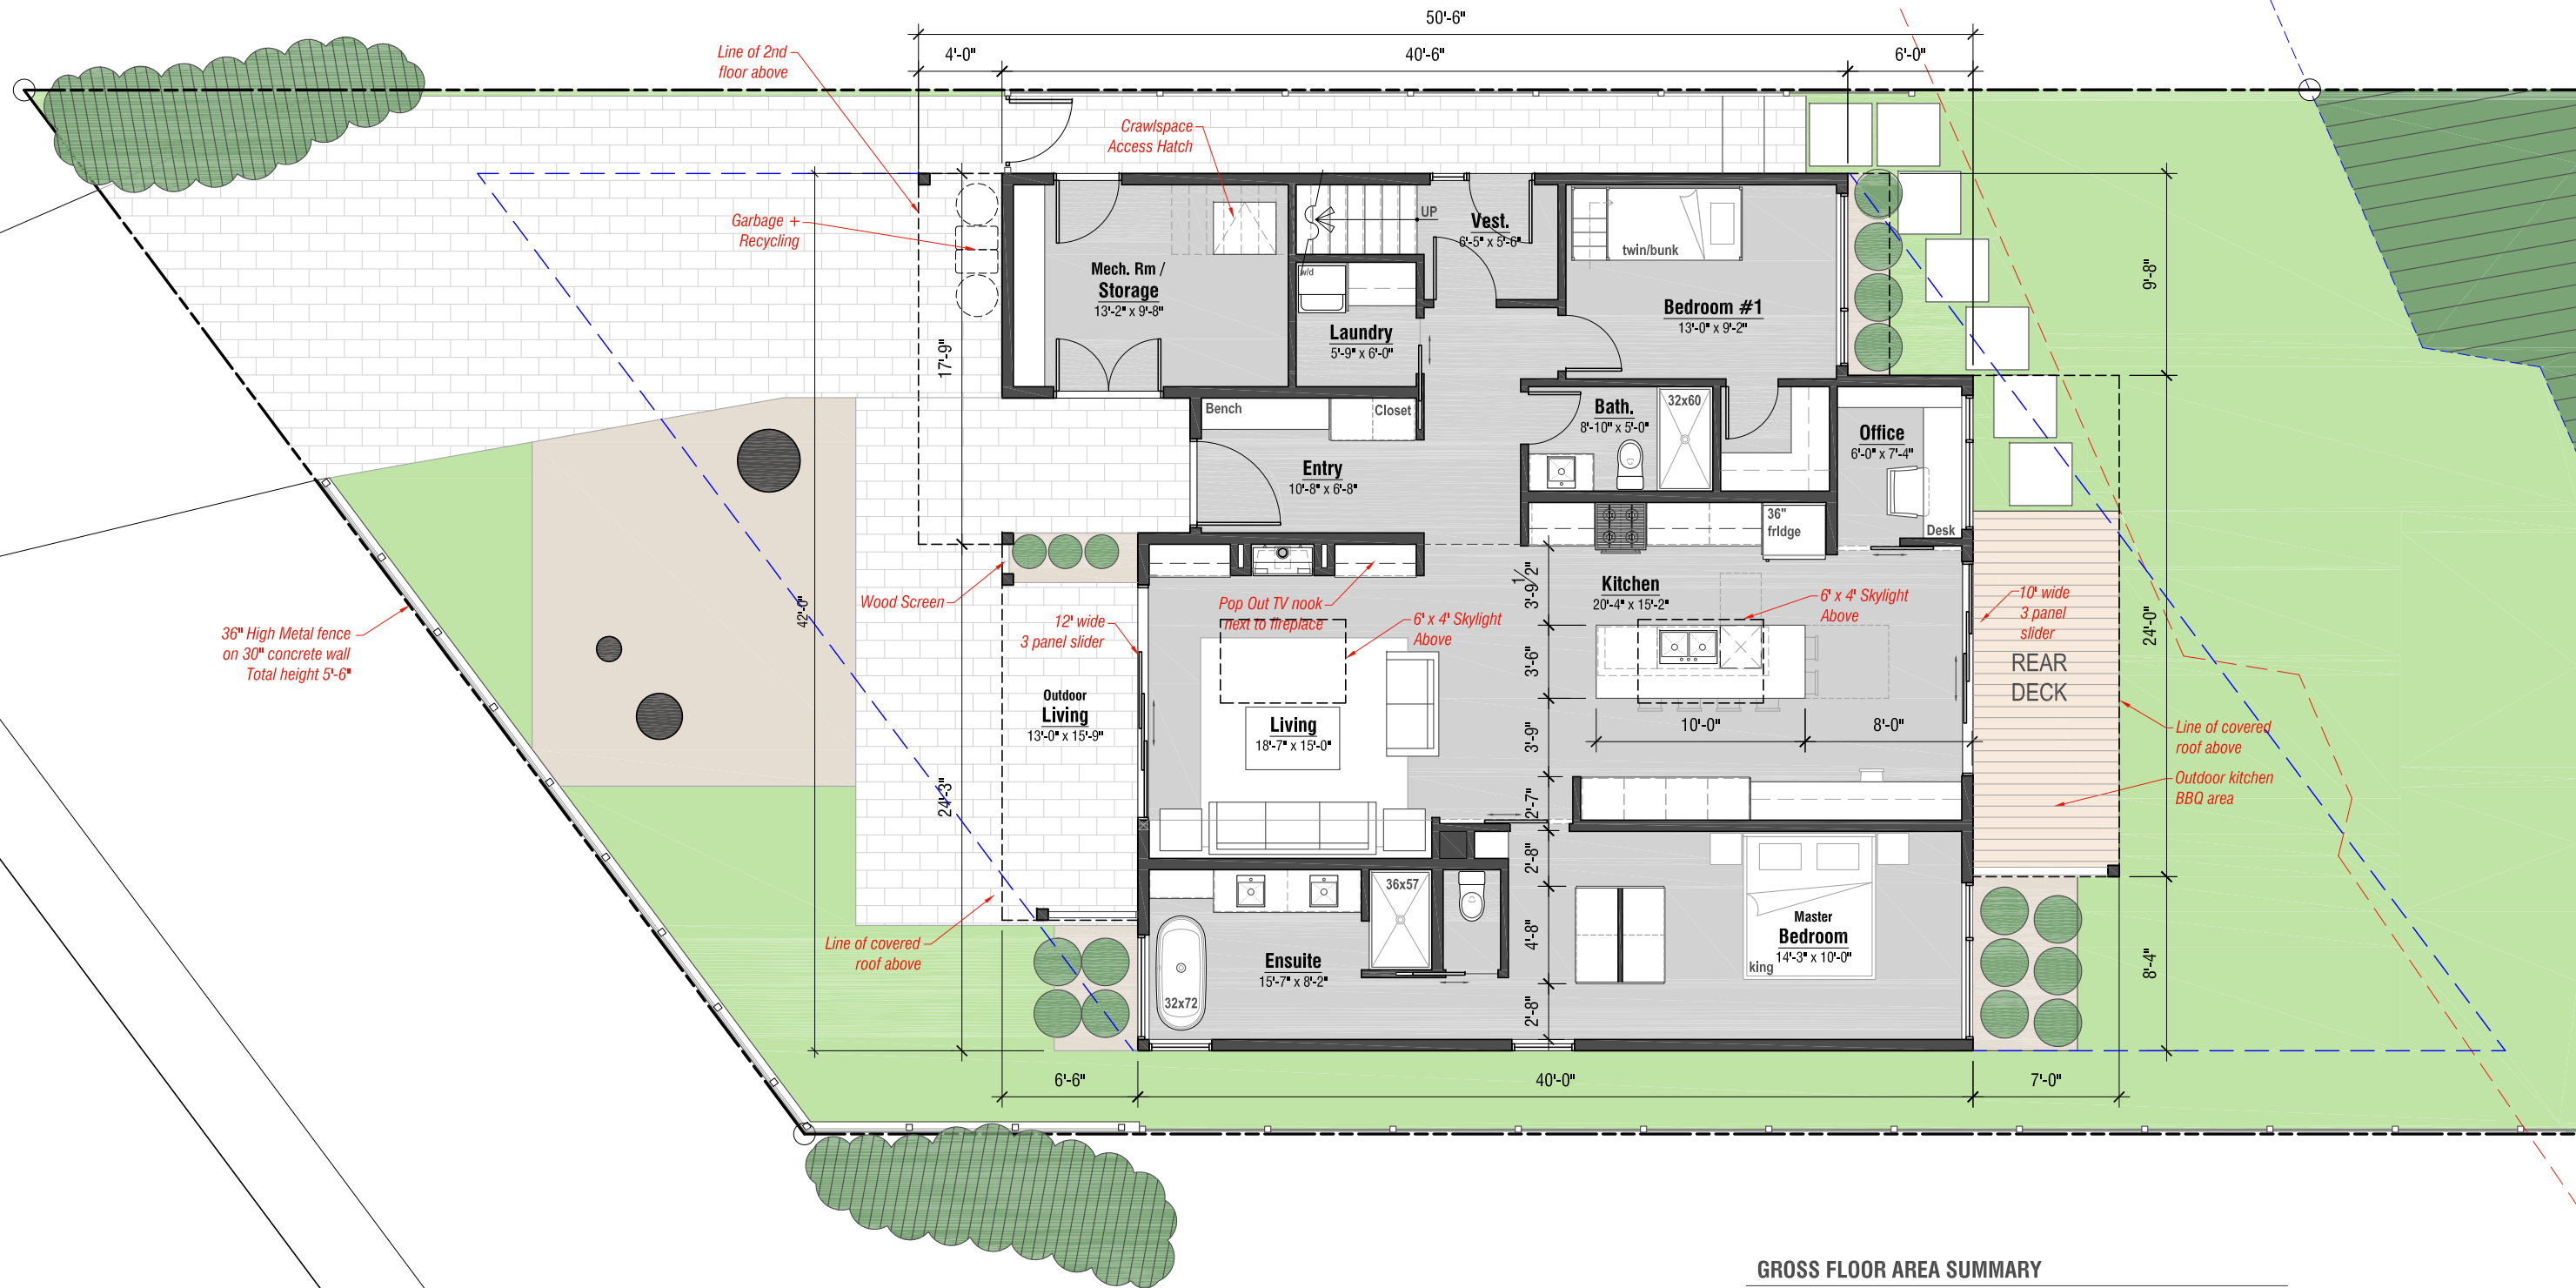 50'-6"
4'-0"
40'-6"
6'-0"
Line of 2nd
floor above
Crawlspace
Access Hatch
Garbage +
Recycling
17'-9"
Mech. Rm /
Storage
13'-2" x 9'-8"
UP
Vest.
6'-5" x 5'-6"
w/d
Laundry
5'-9" x 6'-0"
twin/bunk
Bedroom #1
13'-0" x 9'-2"
9'-8"
Bench
Closet
Entry
10'-8" x 6'-8"
Bath.
8'-10" x 5'-0"
32x60
Office
6'-0" x 7'-4"
Desk
36"
fridge
Kitchen
20'-4" x 15'-2"
3'-9 1/2"
6' x 4' Skylight
Above
10' wide
3 panel
slider
REAR
DECK
24'-0"
Wood Screen
Pop Out TV nook
next to fireplace
6' x 4' Skylight
Above
12' wide
3 panel slider
42'-0"
36" High Metal fence
on 30" concrete wall
Total height 5'-6"
3'-6"
Outdoor
Living
13'-0" x 15'-9"
Living
18'-7" x 15'-0"
3'-9"
10'-0"
8'-0"
Line of covered
roof above
Outdoor kitchen
BBQ area
24'-3"
2'-7"
2'-8"
36x57
Line of covered
roof above
Ensuite
15'-7" x 8'-2"
32x72
4'-8"
Master
Bedroom
14'-3" x 10'-0"
king
8'-4"
2'-8"
6'-6"
40'-0"
7'-0"
GROSS FLOOR AREA SUMMARY